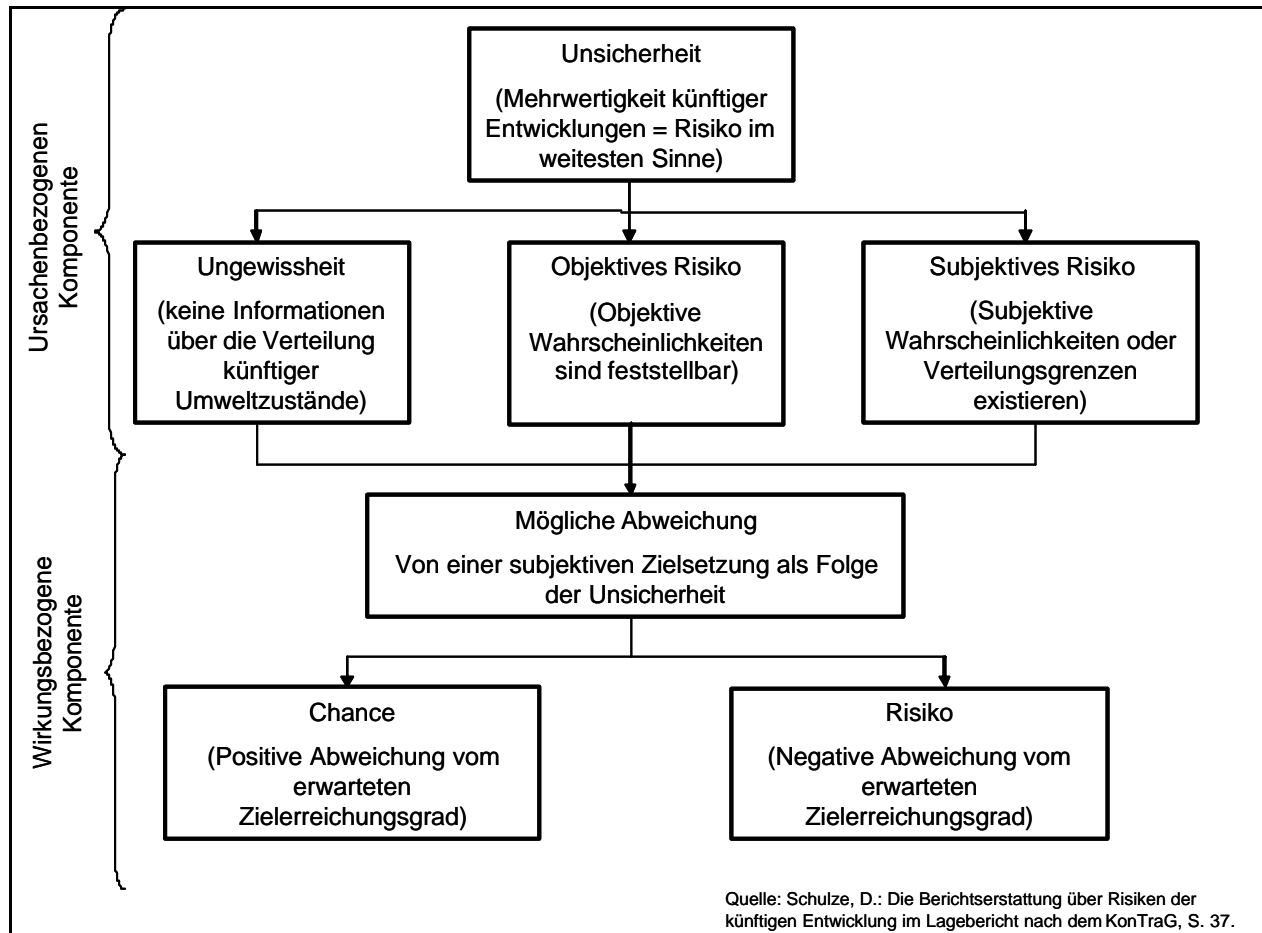 Ursachenbezogenen
Komponente
Unsicherheit
(Mehrwertigkeit künftiger
Entwicklungen = Risiko im
weitesten Sinne)
Ungewissheit
(keine Informationen
über die Verteilung
künftiger
Umweltzustände)
Objektives Risiko
(Objektive
Wahrscheinlichkeiten
sind feststellbar)
Subjektives Risiko
(Subjektive
Wahrscheinlichkeiten oder
Verteilungsgrenzen
existieren)
Wirkungsbezogene
Komponente
Mögliche Abweichung
Von einer subjektiven Zielsetzung als Folge
der Unsicherheit
Chance
(Positive Abweichung vom
erwarteten
Zielerreichungsgrad)
Risiko
(Negative Abweichung vom
erwarteten
Zielerreichungsgrad)
Quelle: Schulze, D.: Die Berichtserstattung über Risiken der
künftigen Entwicklung im Lagebericht nach dem KonTraG, S. 37.